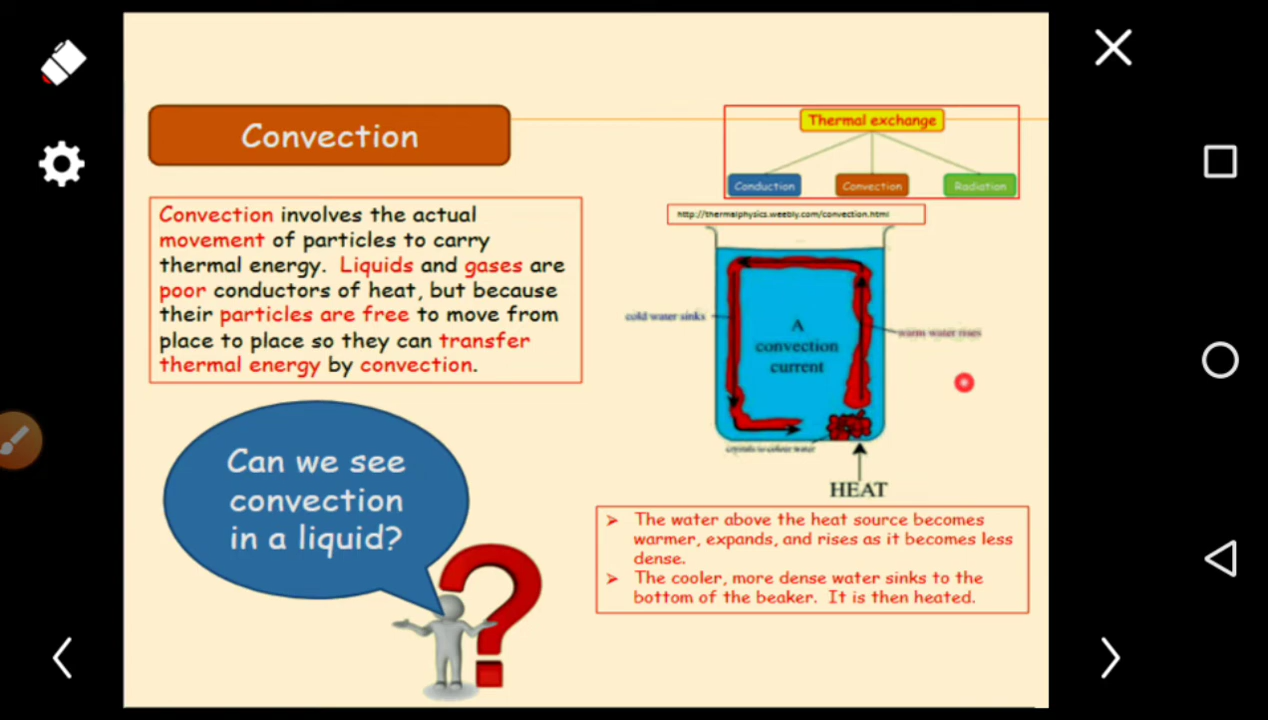 Convection
Thermal exchange
Conduction
Convection
Radiation
http://thermalphysics.weebly.com/convection.html
Convection involves the actual
movement of particles to carry
thermal energy. Liquids and gases are
poor conductors of heat, but because
their particles are free to move from
place to place so they can transfer
thermal energy by convection.
cold water sinks
A
convection
current
warm water rises
crystals to colour water
HEAT
Can we see
convection
in a liquid?
➢ The water above the heat source becomes
warmer, expands, and rises as it becomes less
dense.
➢ The cooler, more dense water sinks to the
bottom of the beaker. It is then heated.